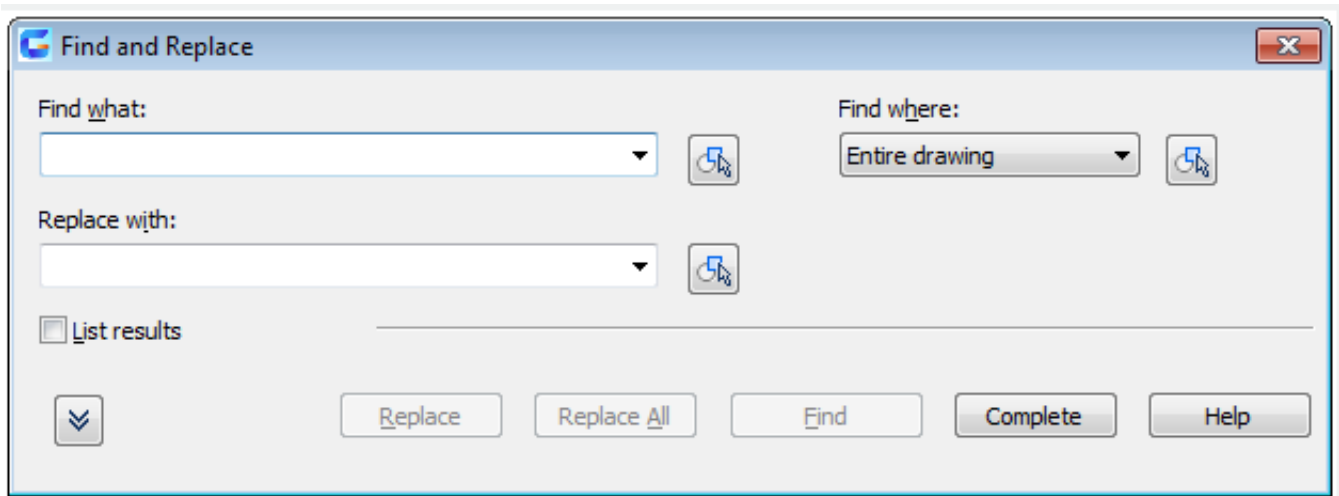 Find and Replace
Find what:
Find where:
Entire drawing
Replace with:
List results
Replace
Replace All
Find
Complete
Help